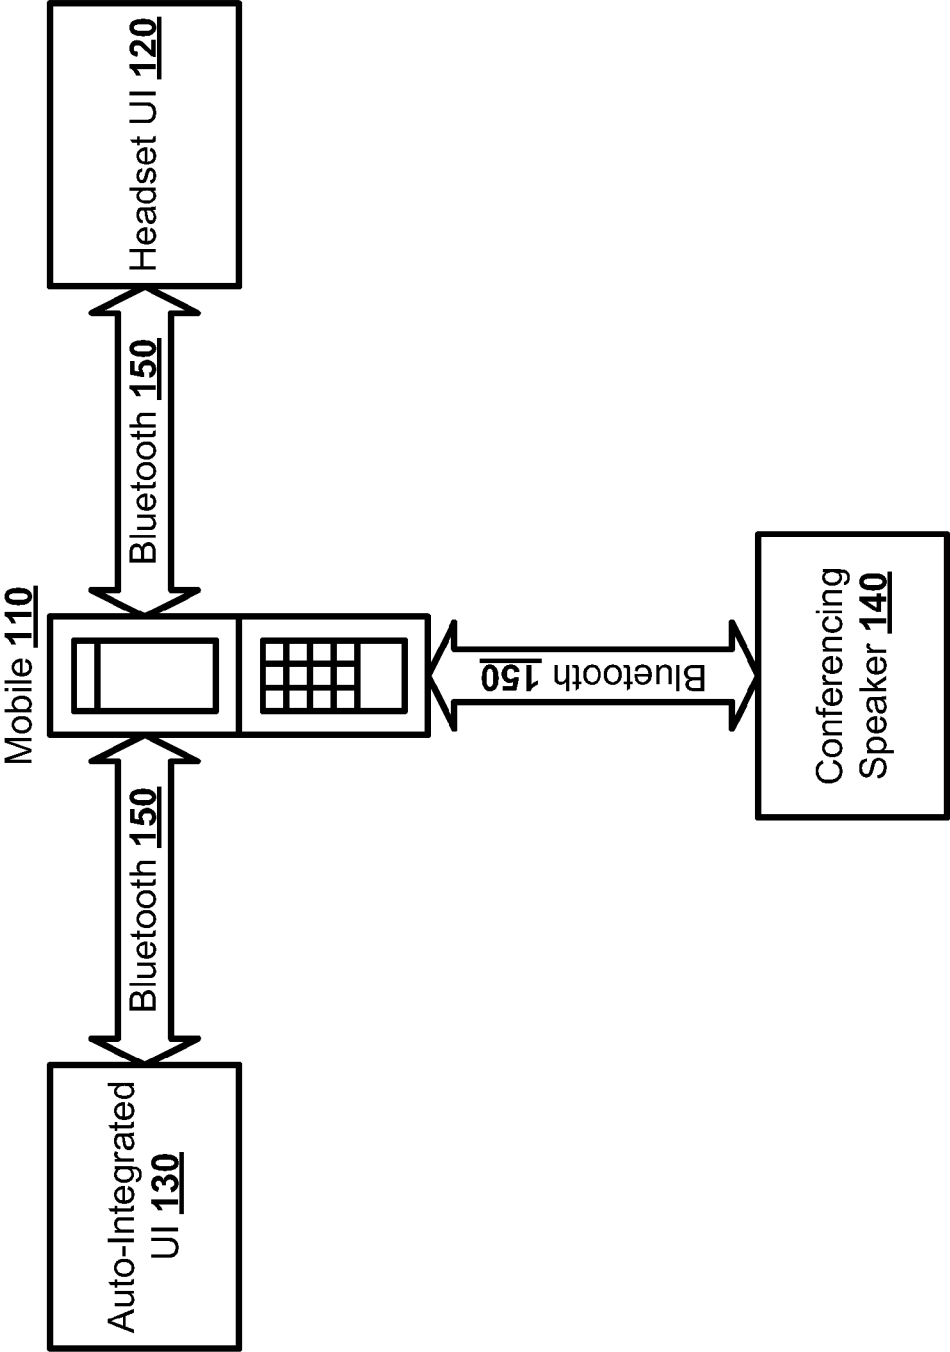 Mobile 110
Auto-Integrated
UI 130
Bluetooth 150
Bluetooth 150
Headset UI 120
Bluetooth 150
Conferencing
Speaker 140